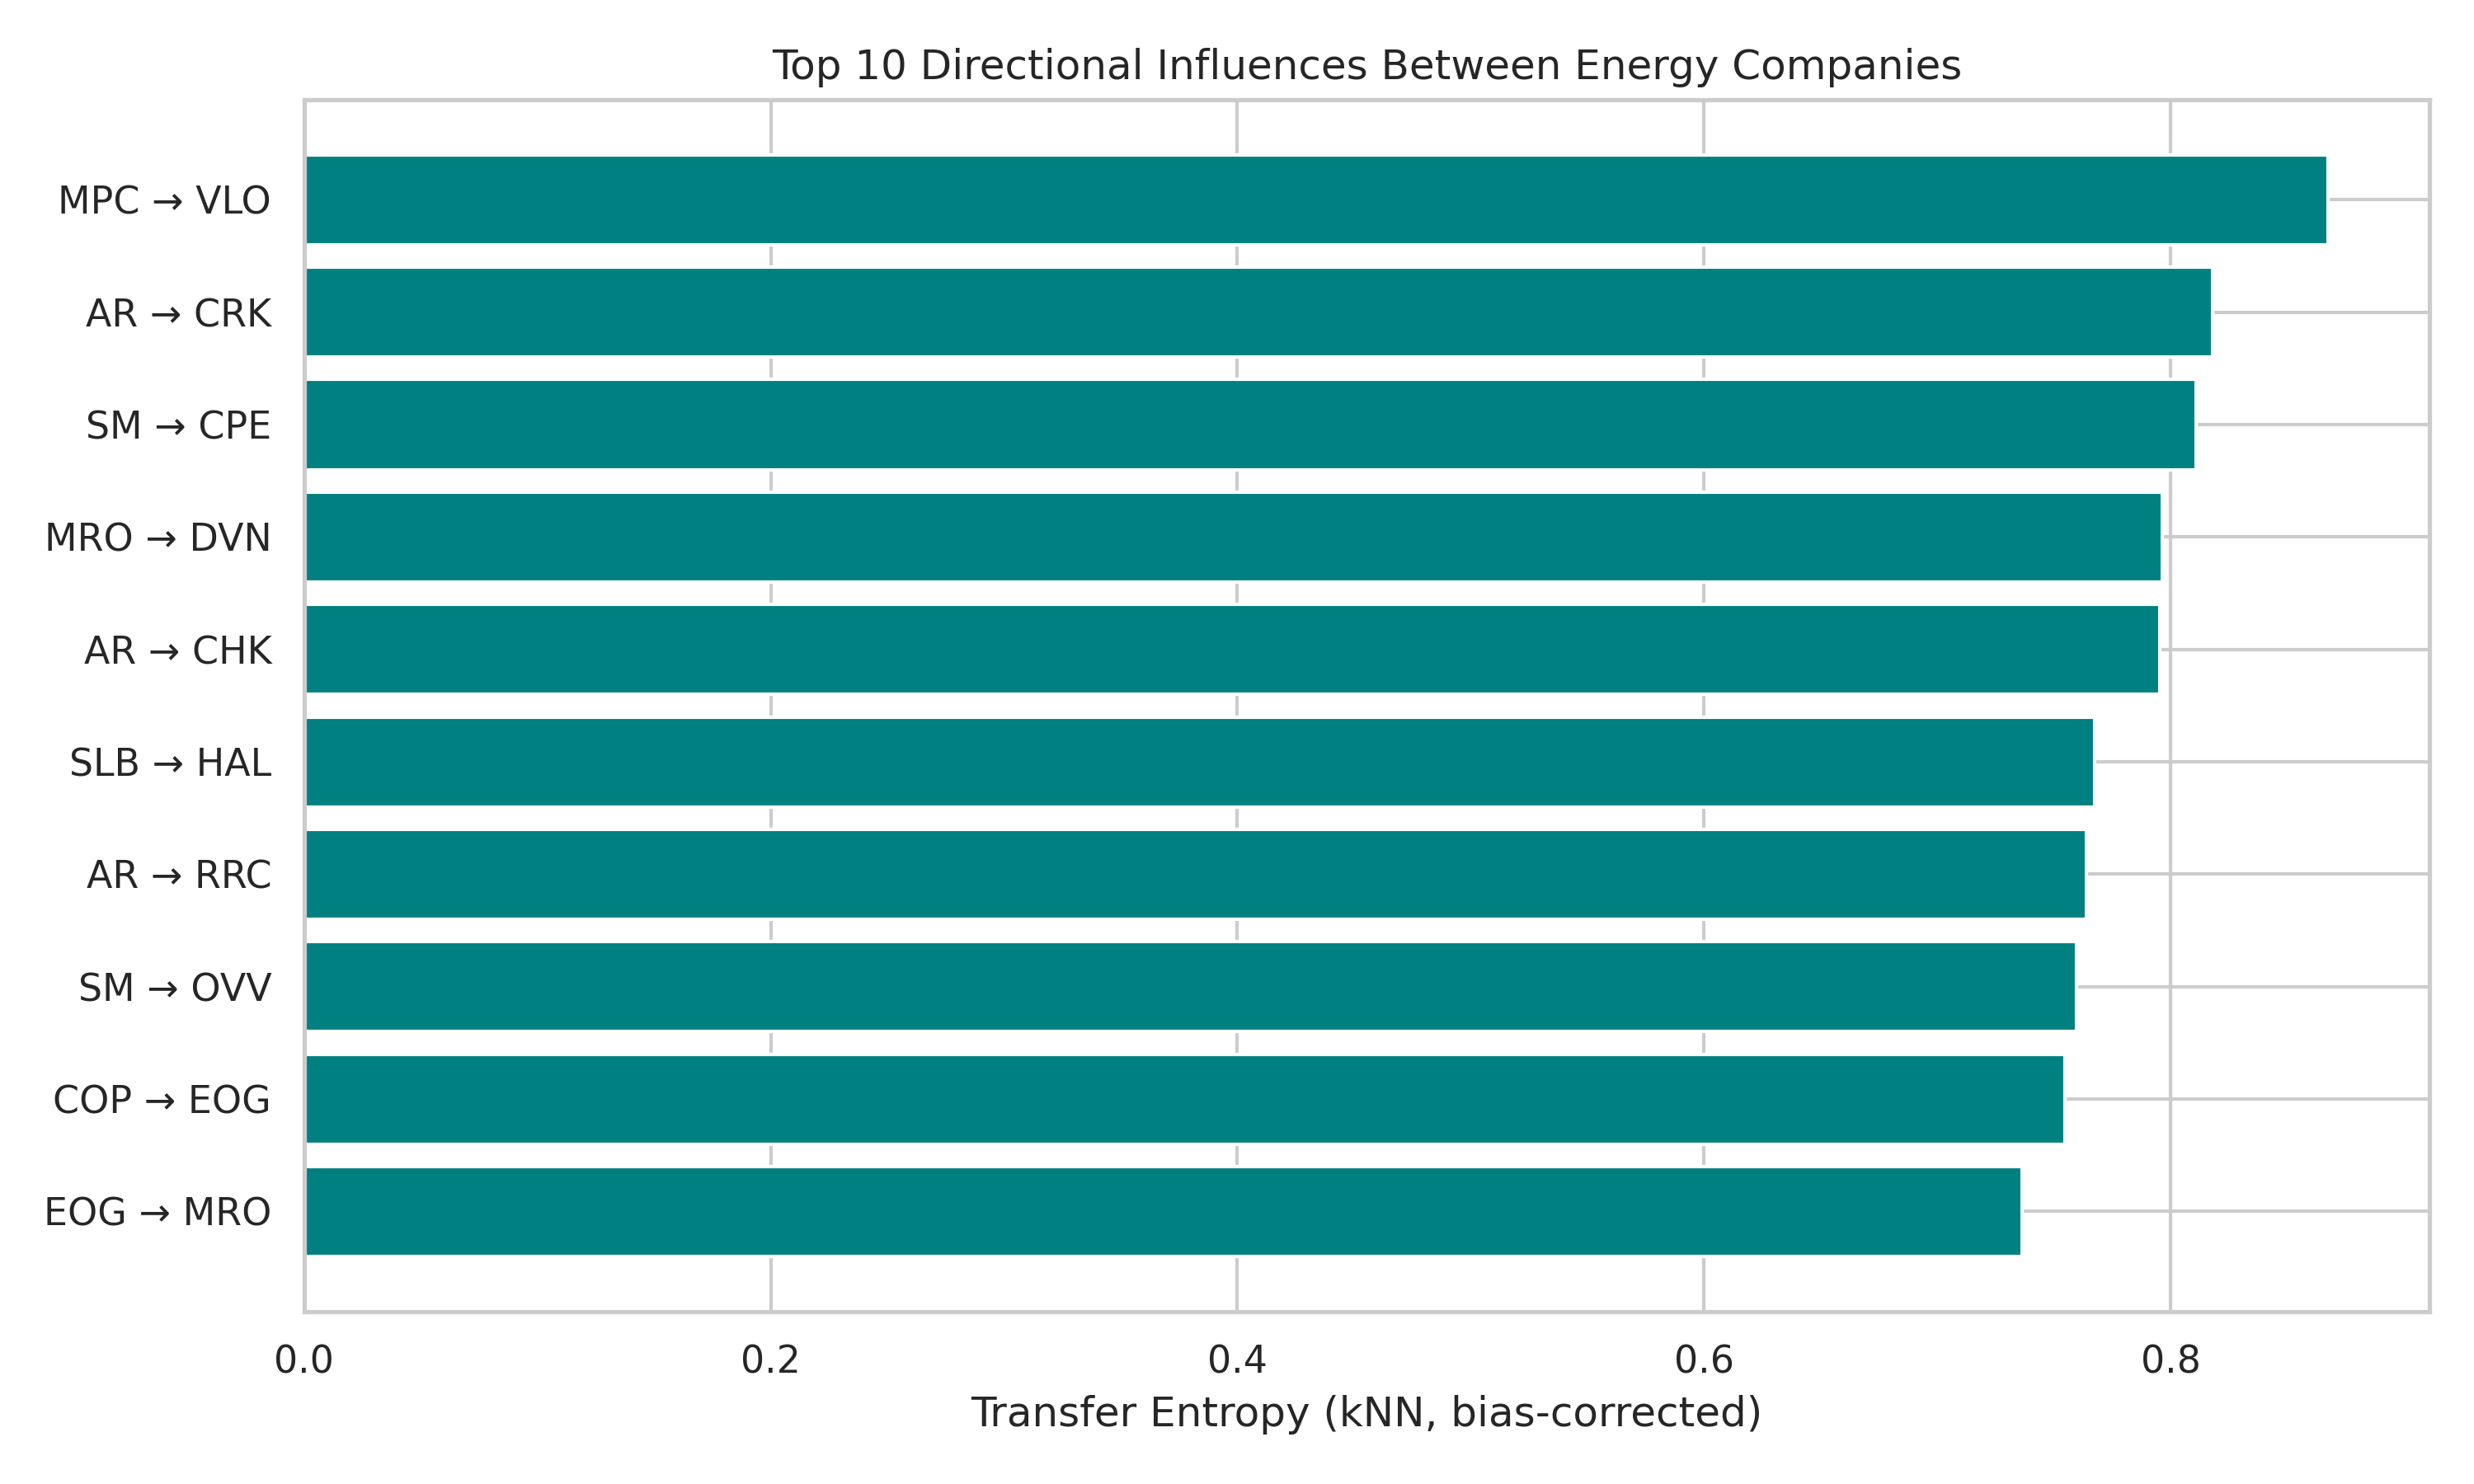 Top 10 Directional Influences Between Energy Companies
MPC → VLO
AR → CRK
SM → CPE
MRO → DVN
AR → CHK
SLB → HAL
AR → RRC
SM → OVV
COP → EOG
EOG → MRO
0.0 0.2 0.4 0.6 0.8
Transfer Entropy (kNN, bias-corrected)